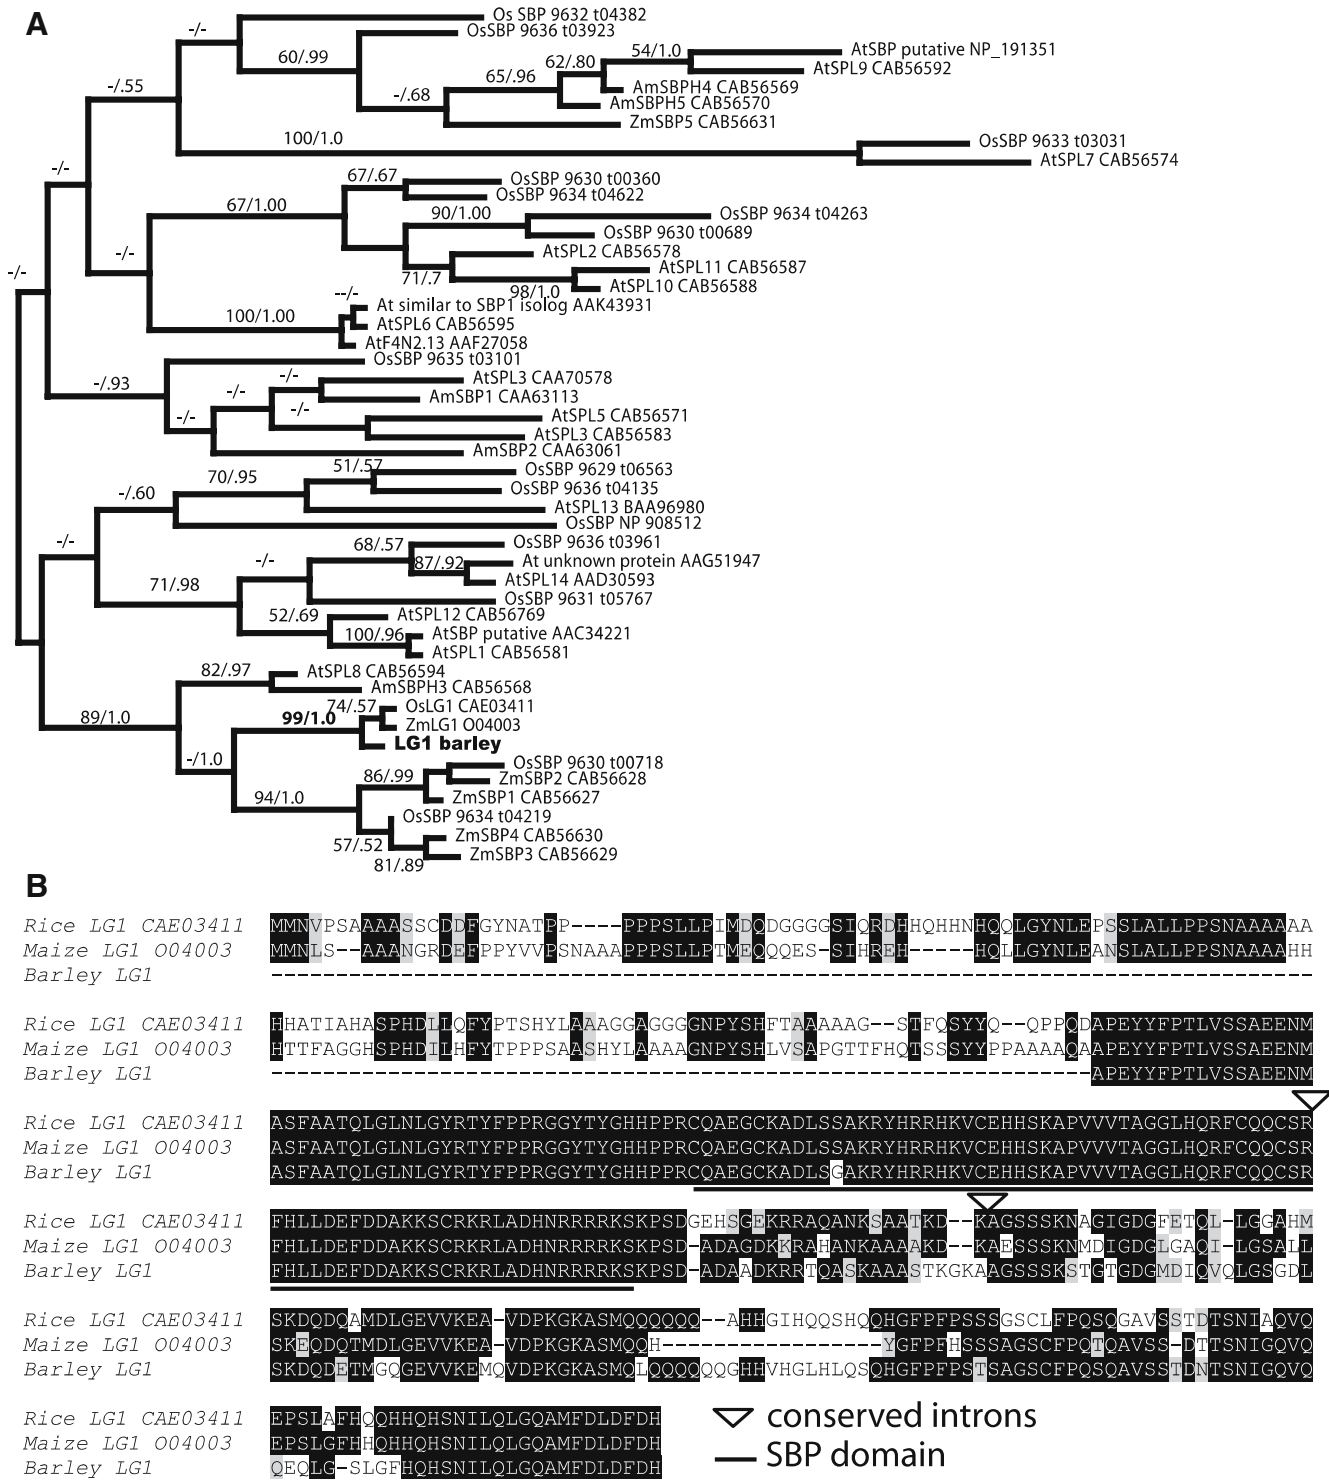 A
-/-
Os SBP 9632 t04382
OsSBP 9636 t03923
60/.99
54/1.0
AtSBP putative NP_191351
62/.80
AtSPL9 CAB56592
65/.96
-/.55
AmSBPH4 CAB56569
-/.68
AmSBPH5 CAB56570
ZmSBP5 CAB56631
100/1.0
OsSBP 9633 t03031
AtSPL7 CAB56574
-/-
67/.67
OsSBP 9630 t00360
OsSBP 9634 t04622
67/1.00
90/1.00
OsSBP 9634 t04263
OsSBP 9630 t00689
-/-
AtSPL2 CAB56578
-/-
71/.7
AtSPL11 CAB56587
98/1.0
AtSPL10 CAB56588
--/-
At similar to SBP1 isolog AAK43931
100/1.00
AtSPL6 CAB56595
AtF4N2.13 AAF27058
OsSBP 9635 t03101
-/.93
-/-
AtSPL3 CAA70578
-/-
AmSBP1 CAA63113
-/-
-/-
AtSPL5 CAB56571
AtSPL3 CAB56583
AmSBP2 CAA63061
51/.57
OsSBP 9629 t06563
70/.95
OsSBP 9636 t04135
-/.60
AtSPL13 BAA96980
OsSBP NP 908512
-/-
68/.57
OsSBP 9636 t03961
-/-
87/.92
At unknown protein AAG51947
71/.98
AtSPL14 AAD30593
OsSBP 9631 t05767
52/.69
AtSPL12 CAB56769
100/.96
AtSBP putative AAC34221
AtSPL1 CAB56581
82/.97
AtSPL8 CAB56594
AmSBPH3 CAB56568
89/1.0
74/.57
OsLG1 CAE03411
99/1.0
ZmLG1 O04003
LG1 barley
-/1.0
OsSBP 9630 t00718
86/.99
ZmSBP2 CAB56628
94/1.0
ZmSBP1 CAB56627
OsSBP 9634 t04219
57/.52
ZmSBP4 CAB56630
81/.89
ZmSBP3 CAB56629
B
Rice LG1 CAE03411 MMNVPSAAAASSCDDFGYNATPP----PPPSLLPIMDQDGGGGSIQRDHHQHHNHQQLGYNLEPSSLALLPPSNAAAAAA
Maize LG1 O04003 MMNLS--AAANGRDEFPPYVVPSNAAAPPPSLLPTMEQQQES-SIHREH-----HQLLGYNLEANSLALLPPSNAAAAHH
Barley LG1 --------------------------------------------------------------------------------
Rice LG1 CAE03411 HHATIAHASPHDLLQFYPTSHYLAAAGGAGGGGNPYSHFTAAAAAG--STFQSYYQ--QPPQDAPEYYFPTLVSSAEENM
Maize LG1 O04003 HTTFAGGHSPHDILHFYTPPPSAASHYLAAAAGNPYSHLVSAPGTTFHQTSSSYYPPAAAAQAAPEYYFPTLVSSAEENM
Barley LG1 ---------------------------------------------------------------APEYYFPTLVSSAEENM
Rice LG1 CAE03411 ASFAATQLGLNLGYRTYFPPRGGYTYGHHPPRCQAEGCKADLSSAKRYHRRHKVCEHHSKAPVVVTAGGLHQRFCQQCSR
Maize LG1 O04003 ASFAATQLGLNLGYRTYFPPRGGYTYGHHPPRCQAEGCKADLSSAKRYHRRHKVCEHHSKAPVVVTAGGLHQRFCQQCSR
Barley LG1 ASFAATQLGLNLGYRTYFPPRGGYTYGHHPPRCQAEGCKADLSGAKRYHRRHKVCEHHSKAPVVVTAGGLHQRFCQQCSR
Rice LG1 CAE03411 FHLLDEFDDAKKSCRKRLADHNRRRRKSKPSDGEHSGEKRRAQANKSAATKD--KAGSSSKNAGIGDGFETQL-LGGAHM
Maize LG1 O04003 FHLLDEFDDAKKSCRKRLADHNRRRRKSKPSD-ADAGDKKRAHANKAAAAKD--KAESSSKNMDIGDGLGAQI-LGSALL
Barley LG1 FHLLDEFDDAKKSCRKRLADHNRRRRKSKPSD-ADAADKRRTQASKAAASTKGKAAGSSSKSTGTGDGMDIQVQLGSGDL
Rice LG1 CAE03411 SKDQDQAMDLGEVVKEA-VDPKGKASMQQQQQQ--AHHGIHQQSHQQHGFPFPSSSGSCLFPQSQGAVSSTDTSNIAQVQ
Maize LG1 O04003 SKEQDQTMDLGEVVKEA-VDPKGKASMQQH-----------------YGFPFHSSSAGSCFPQTQAVSS-DTTSNIGQVQ
Barley LG1 SKDQDETMGQGEVVKEMQVDPKGKASMQLQQQQQGHHVHGLHLQSQHGFPFPSTSAGSCFPQSQAVSSTDNTSNIGQVQ
Rice LG1 CAE03411 EPSLAFHQQHHQHSNILQLGQAMFDLDFDH
Maize LG1 O04003 EPSLGFHHQHHQHSNILQLGQAMFDLDFDH
Barley LG1 QEQLG-SLGFHQHSNILQLGQAMFDLDFDH
conserved introns
SBP domain